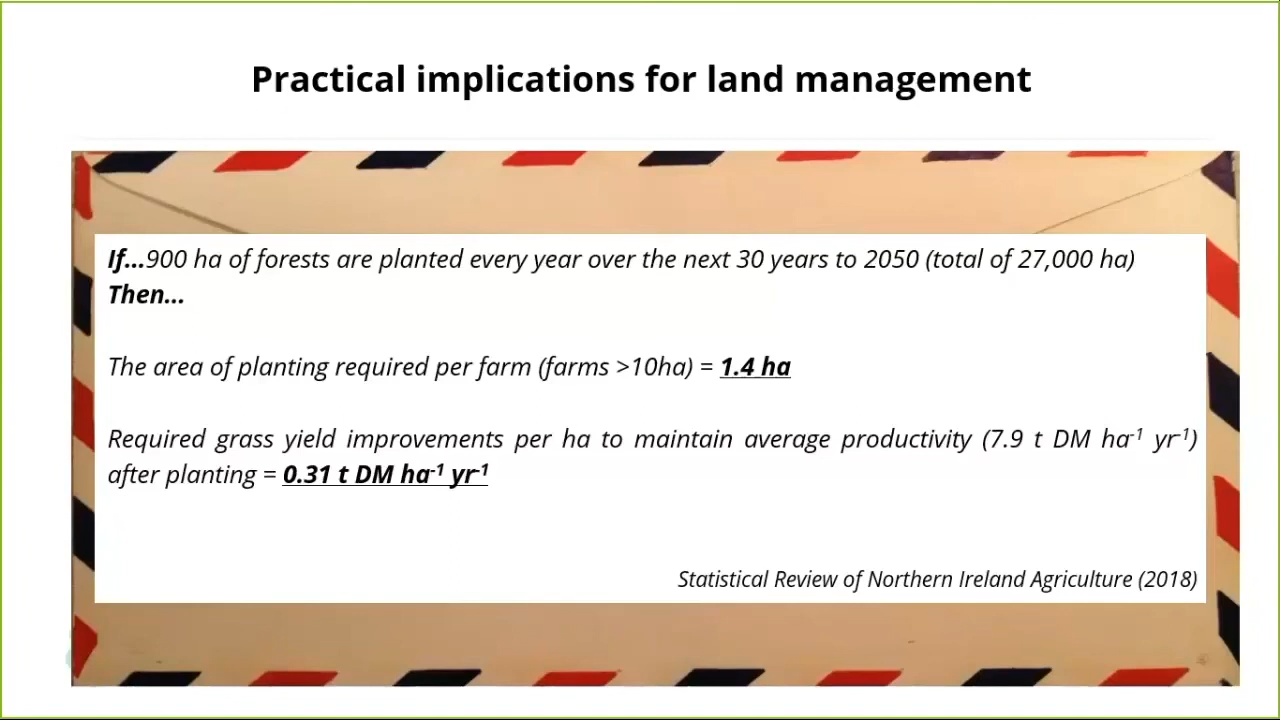 Practical implications for land management
If...900 ha of forests are planted every year over the next 30 years to 2050 (total of 27,000 ha)
Then...
The area of planting required per farm (farms >10ha) = 1.4 ha
Required grass yield improvements per ha to maintain average productivity (7.9 t DM ha⁻¹ yr⁻¹)
after planting = 0.31 t DM ha⁻¹ yr⁻¹
Statistical Review of Northern Ireland Agriculture (2018)